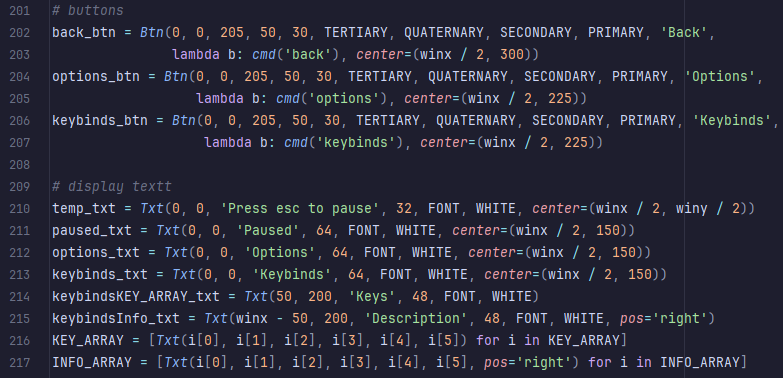 201 # buttons
202 back_btn = Btn(0, 0, 205, 50, 30, TERTIARY, QUATERNARY, SECONDARY, PRIMARY, 'Back',
203 lambda b: cmd('back'), center=(winx / 2, 300))
204 options_btn = Btn(0, 0, 205, 50, 30, TERTIARY, QUATERNARY, SECONDARY, PRIMARY, 'Options',
205 lambda b: cmd('options'), center=(winx / 2, 225))
206 keybinds_btn = Btn(0, 0, 205, 50, 30, TERTIARY, QUATERNARY, SECONDARY, PRIMARY, 'Keybinds',
207 lambda b: cmd('keybinds'), center=(winx / 2, 225))
208
209 # display textt
210 temp_txt = Txt(0, 0, 'Press esc to pause', 32, FONT, WHITE, center=(winx / 2, winy / 2))
211 paused_txt = Txt(0, 0, 'Paused', 64, FONT, WHITE, center=(winx / 2, 150))
212 options_txt = Txt(0, 0, 'Options', 64, FONT, WHITE, center=(winx / 2, 150))
213 keybinds_txt = Txt(0, 0, 'Keybinds', 64, FONT, WHITE, center=(winx / 2, 150))
214 keybindsKEY_ARRAY_txt = Txt(50, 200, 'Keys', 48, FONT, WHITE)
215 keybindsInfo_txt = Txt(winx - 50, 200, 'Description', 48, FONT, WHITE, pos='right')
216 KEY_ARRAY = [Txt(i[0], i[1], i[2], i[3], i[4], i[5]) for i in KEY_ARRAY]
217 INFO_ARRAY = [Txt(i[0], i[1], i[2], i[3], i[4], i[5], pos='right') for i in INFO_ARRAY]